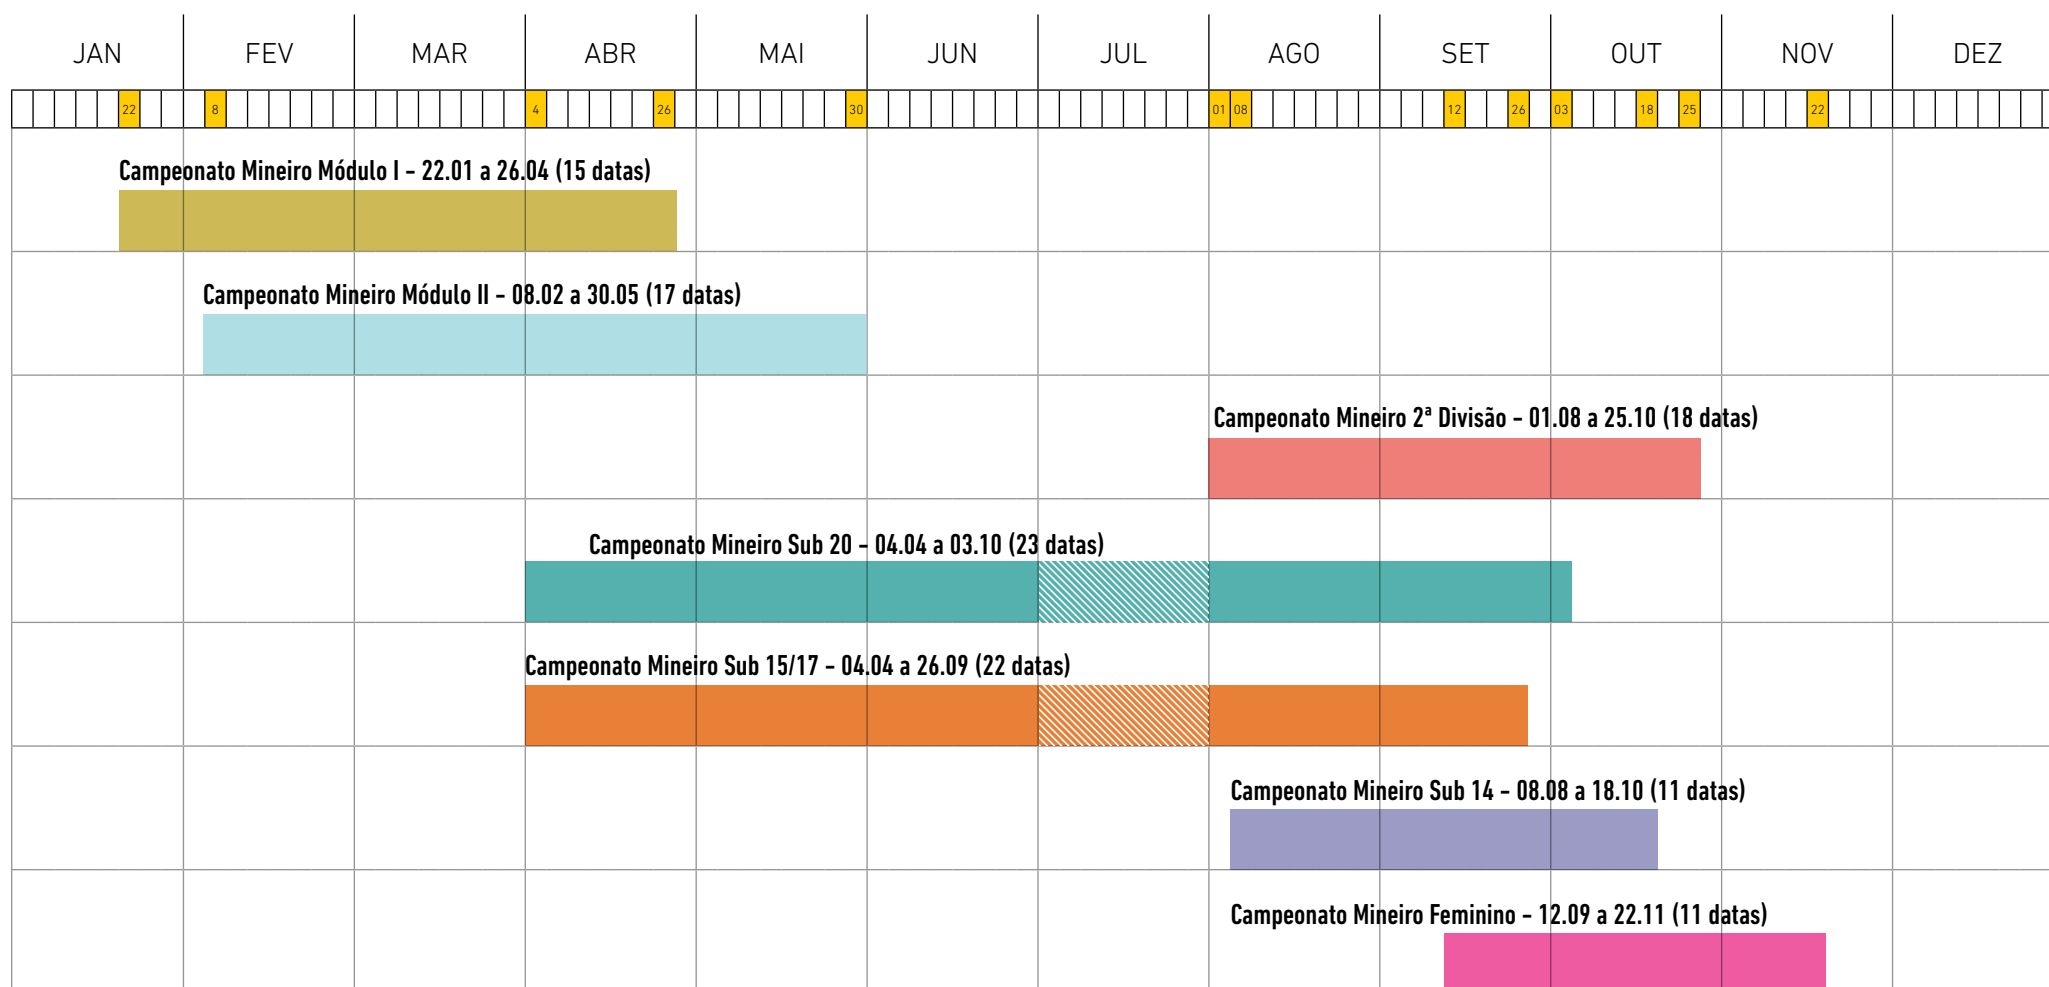 JAN FEV MAR ABR MAI JUN JUL AGO SET OUT NOV DEZ
22 8 4 26 30 01 08 12 26 03 18 25 22
Campeonato Mineiro Módulo I - 22.01 a 26.04 (15 datas)
Campeonato Mineiro Módulo II - 08.02 a 30.05 (17 datas)
Campeonato Mineiro 2ª Divisão - 01.08 a 25.10 (18 datas)
Campeonato Mineiro Sub 20 - 04.04 a 03.10 (23 datas)
Campeonato Mineiro Sub 15/17 - 04.04 a 26.09 (22 datas)
Campeonato Mineiro Sub 14 - 08.08 a 18.10 (11 datas)
Campeonato Mineiro Feminino - 12.09 a 22.11 (11 datas)